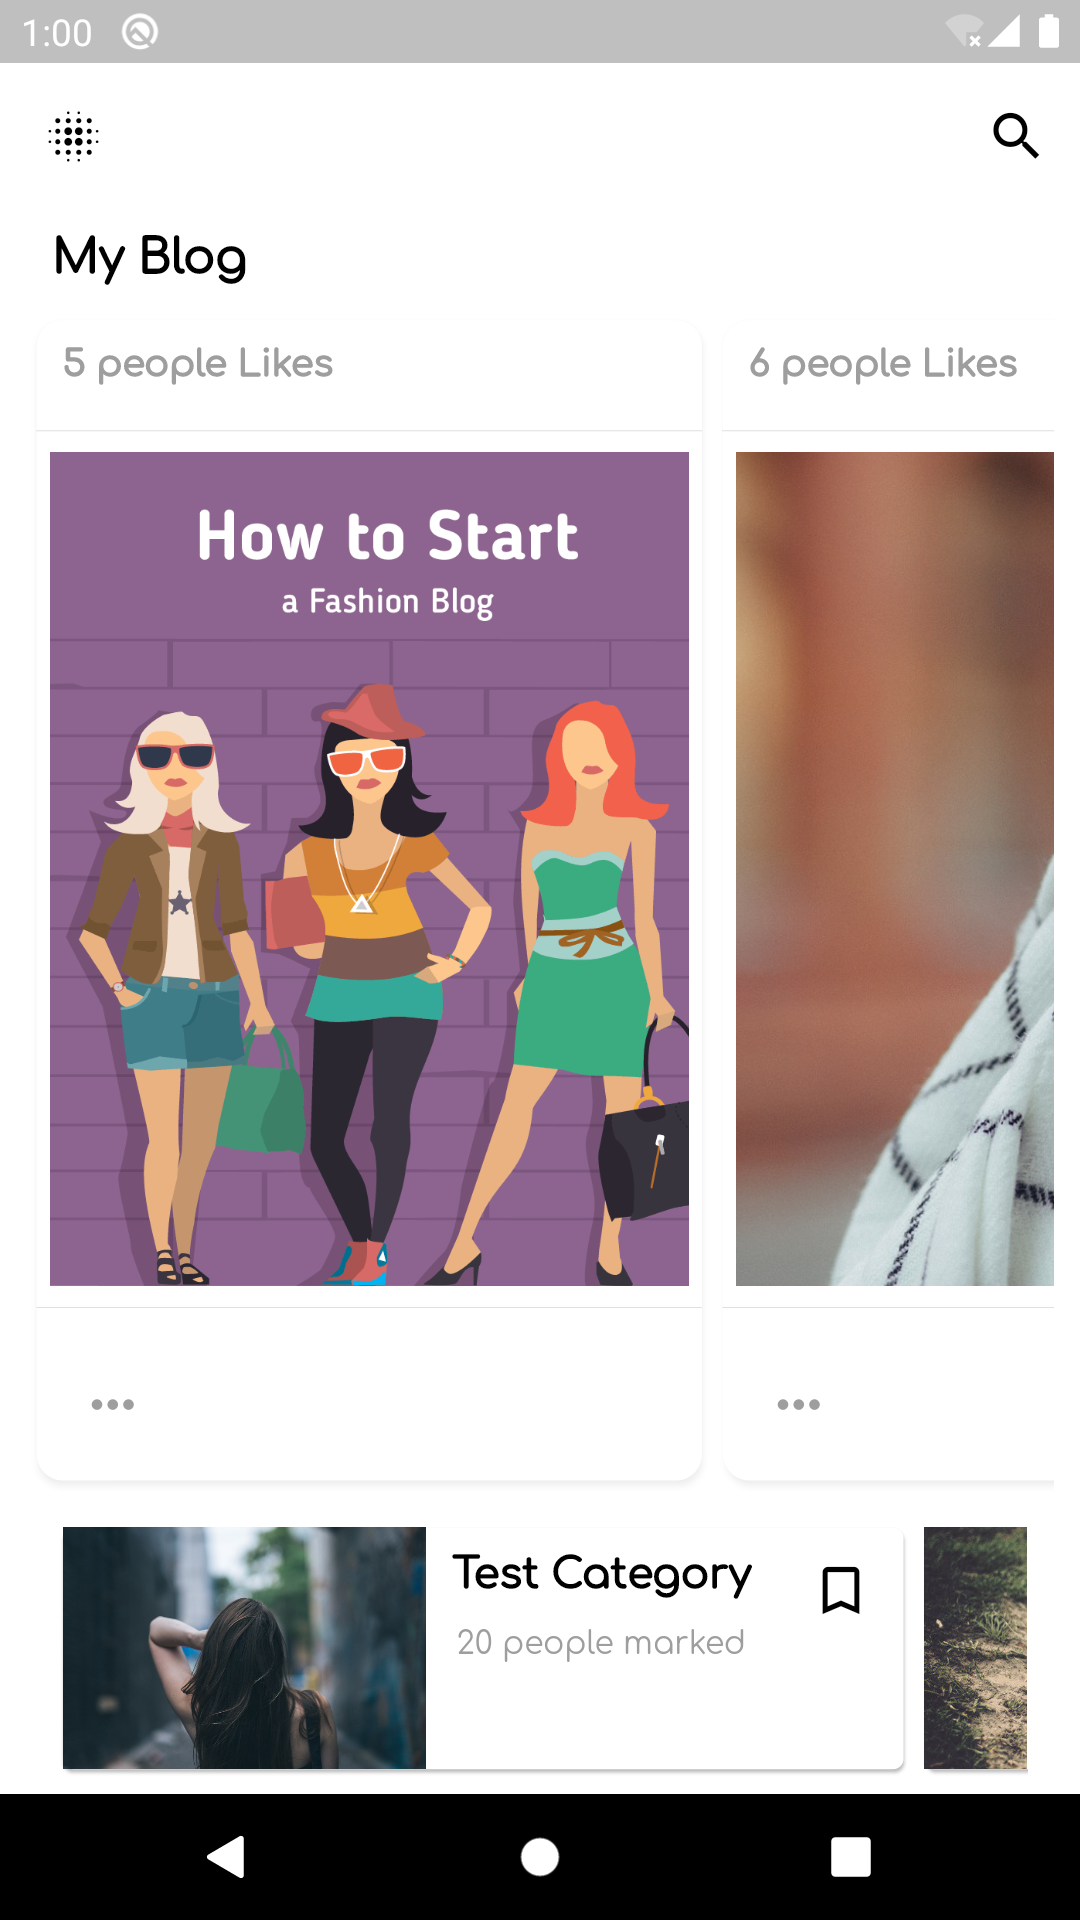 1:00
My Blog
5 people Likes
6 people Likes
How to Start
a Fashion Blog
Test Category
20 people marked